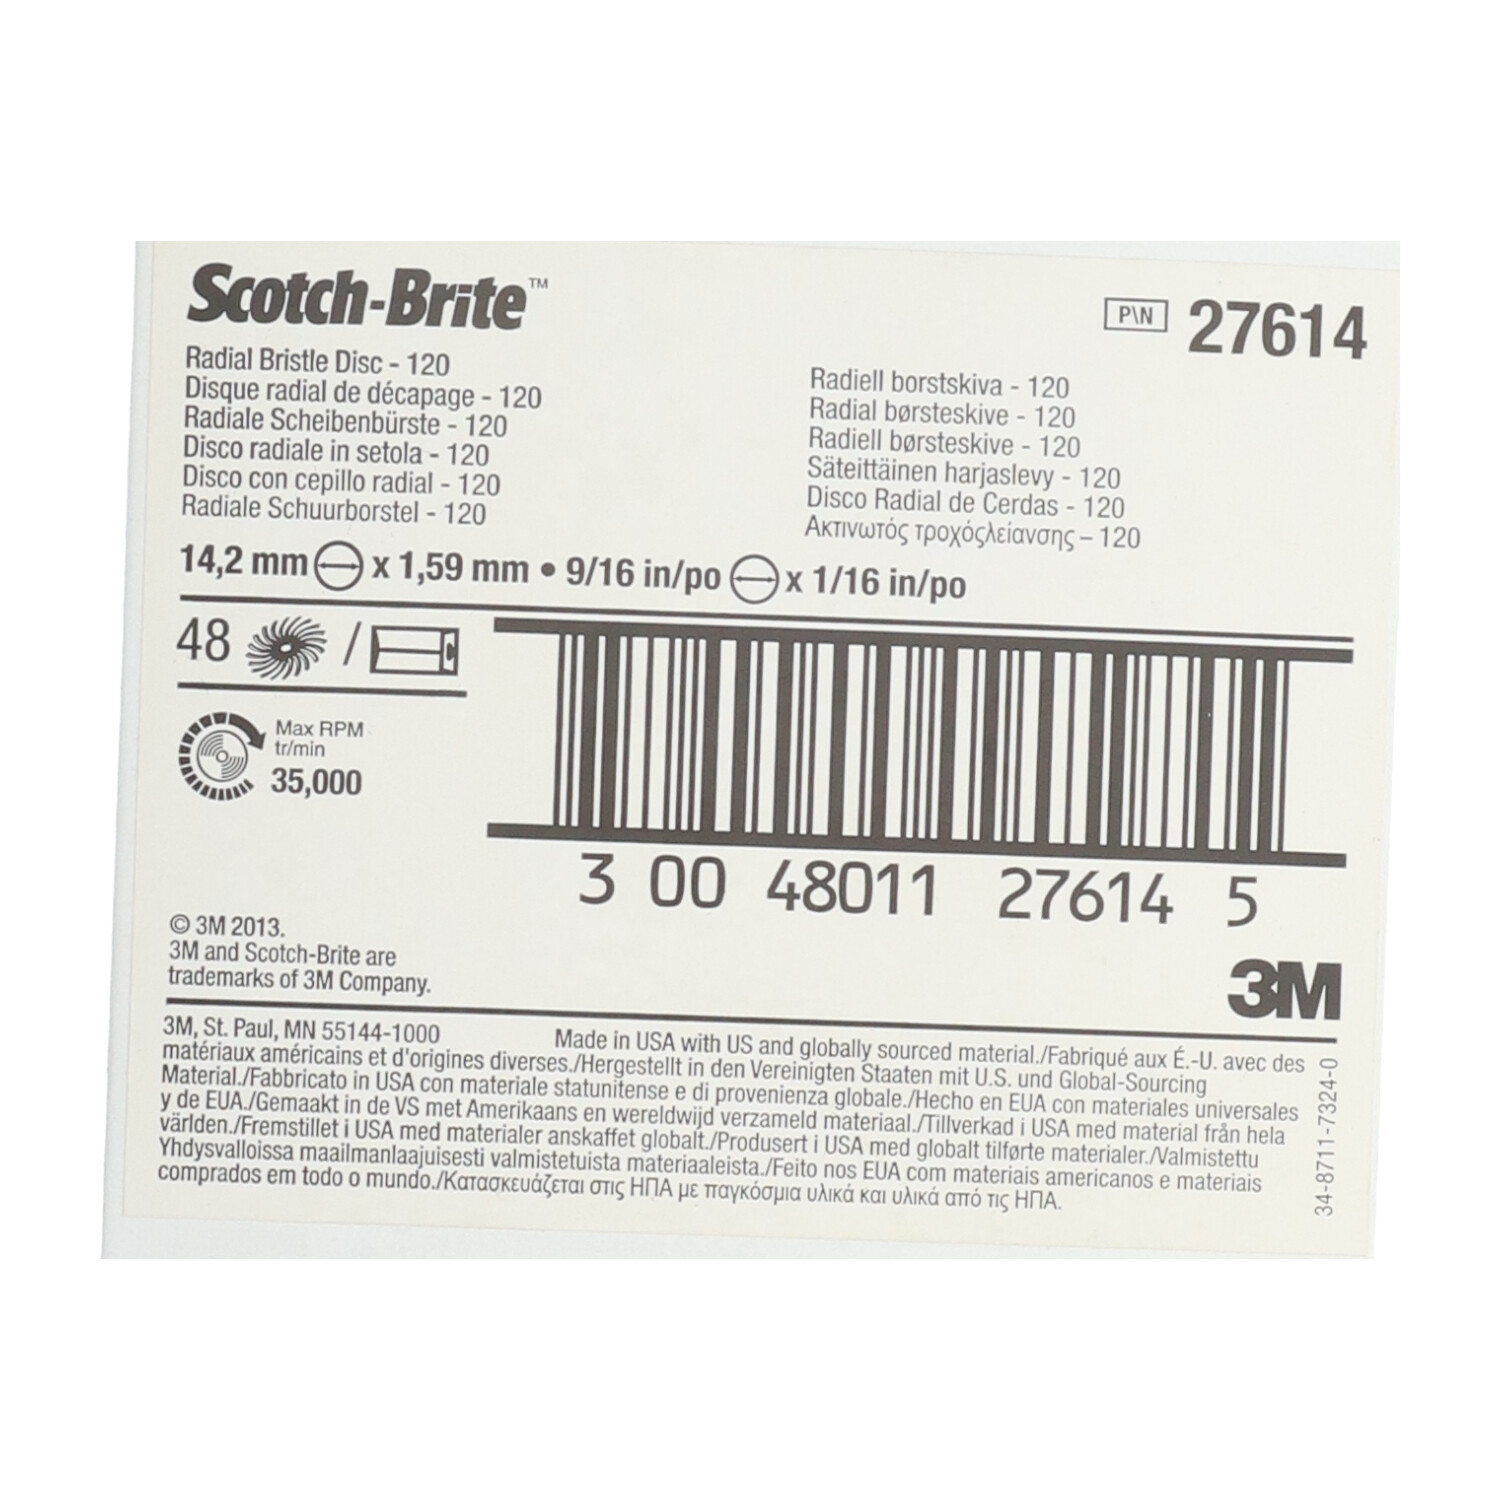 Scotch-Brite™
P\N 27614
Radial Bristle Disc - 120
Disque radial de décapage - 120
Radiale Scheibenbürste - 120
Disco radiale in setola - 120
Disco con cepillo radial - 120
Radiale Schuurborstel - 120
Radiell borstskiva - 120
Radial børsteskive - 120
Radiell børsteskive - 120
Säteittäinen harjaslevy - 120
Disco Radial de Cerdas - 120
Ακτινωτός τροχόςλείανσης – 120
14,2 mm x 1,59 mm • 9/16 in/po x 1/16 in/po
48 /
Max RPM
tr/min
35,000
3 00 48011 27614 5
© 3M 2013.
3M and Scotch-Brite are
trademarks of 3M Company.
3M
3M, St. Paul, MN 55144-1000 Made in USA with US and globally sourced material./Fabriqué aux É.-U. avec des
matériaux américains et d'origines diverses./Hergestellt in den Vereinigten Staaten mit U.S. und Global-Sourcing
Material./Fabbricato in USA con materiale statunitense e di provenienza globale./Hecho en EUA con materiales universales
y de EUA./Gemaakt in de VS met Amerikaans en wereldwijd verzameld materiaal./Tillverkad i USA med material från hela
världen./Fremstillet i USA med materialer anskaffet globalt./Produsert i USA med globalt tilførte materialer./Valmistettu
Yhdysvalloissa maailmanlaajuisesti valmistetuista materiaaleista./Feito nos EUA com materiais americanos e materiais
comprados em todo o mundo./Κατασκευάζεται στις ΗΠΑ με παγκόσμια υλικά και υλικά από τις ΗΠΑ.
34-8711-7324-0